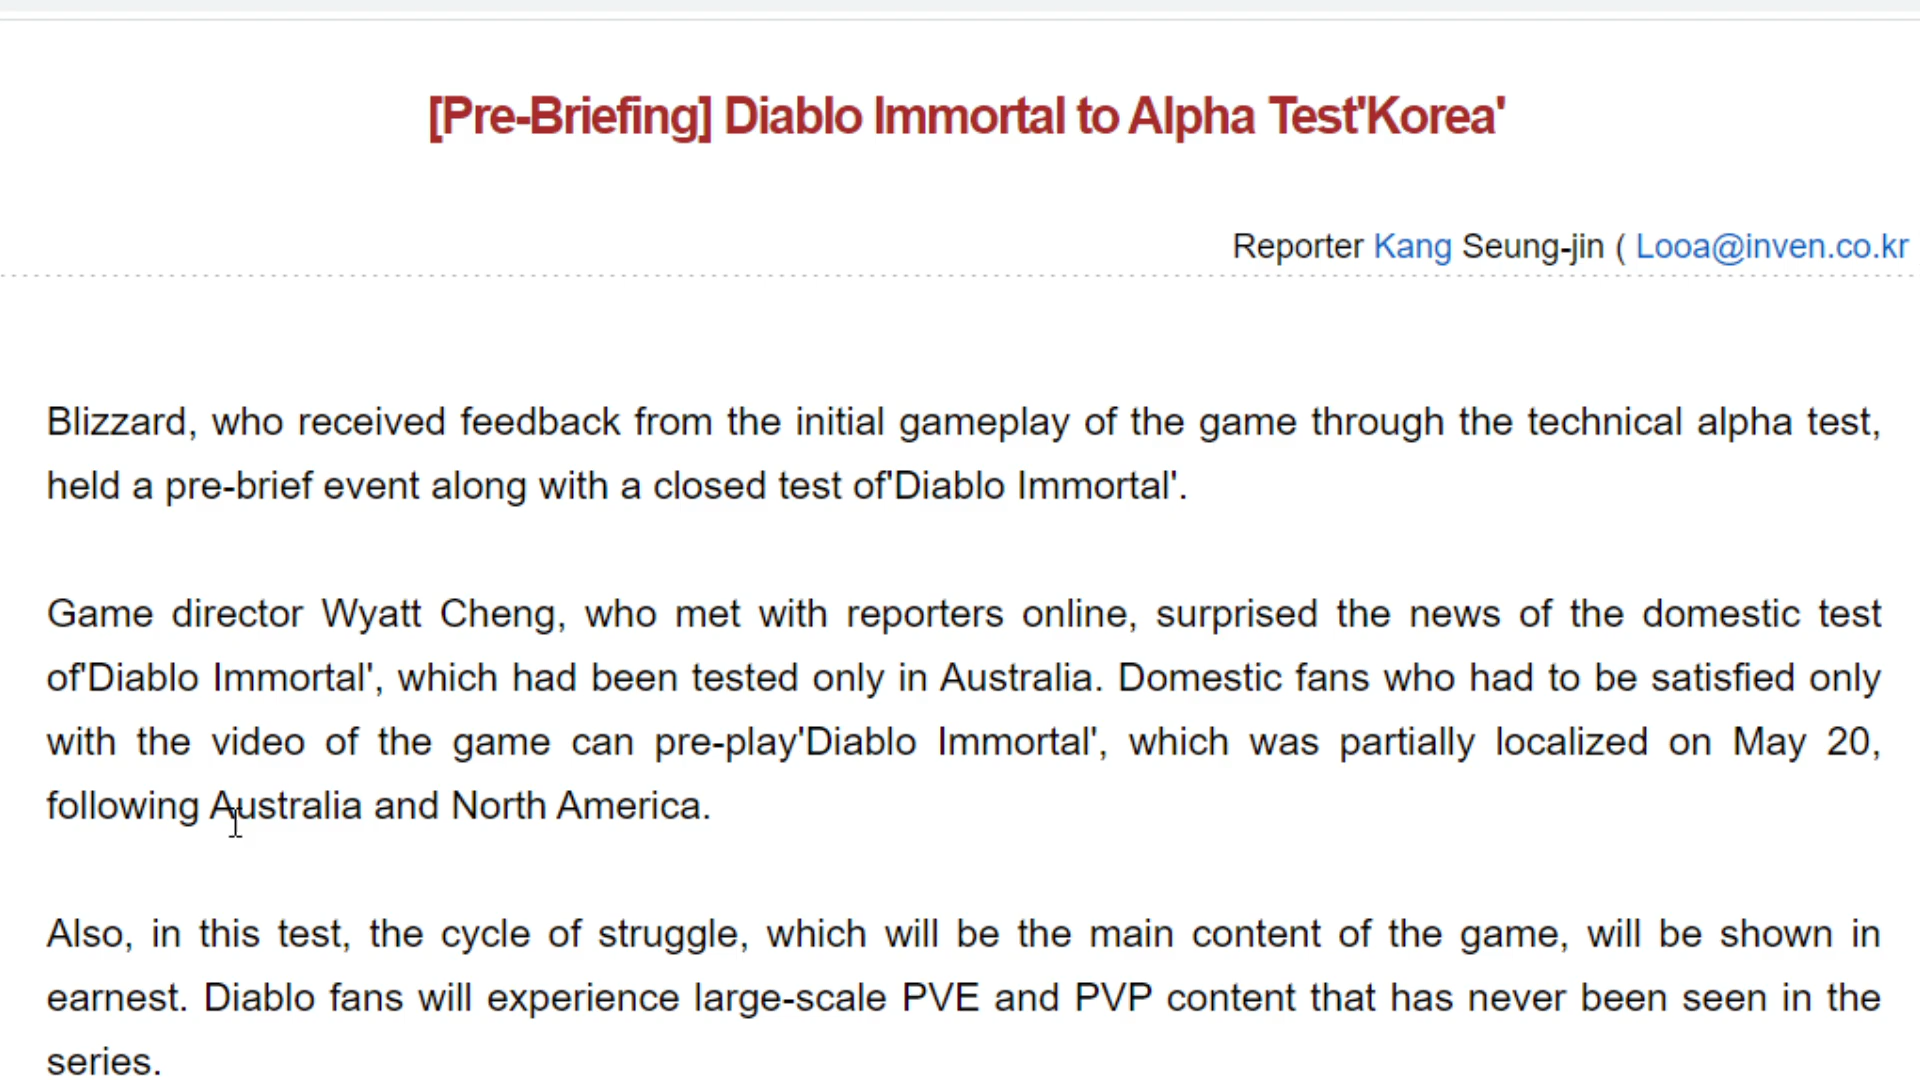 [Pre-Briefing] Diablo Immortal to Alpha Test'Korea'
Reporter Kang Seung-jin ( Looa@inven.co.kr
Blizzard, who received feedback from the initial gameplay of the game through the technical alpha test,
held a pre-brief event along with a closed test of'Diablo Immortal'.
Game director Wyatt Cheng, who met with reporters online, surprised the news of the domestic test
of'Diablo Immortal', which had been tested only in Australia. Domestic fans who had to be satisfied only
with the video of the game can pre-play'Diablo Immortal', which was partially localized on May 20,
following Australia and North America.
Also, in this test, the cycle of struggle, which will be the main content of the game, will be shown in
earnest. Diablo fans will experience large-scale PVE and PVP content that has never been seen in the
series.